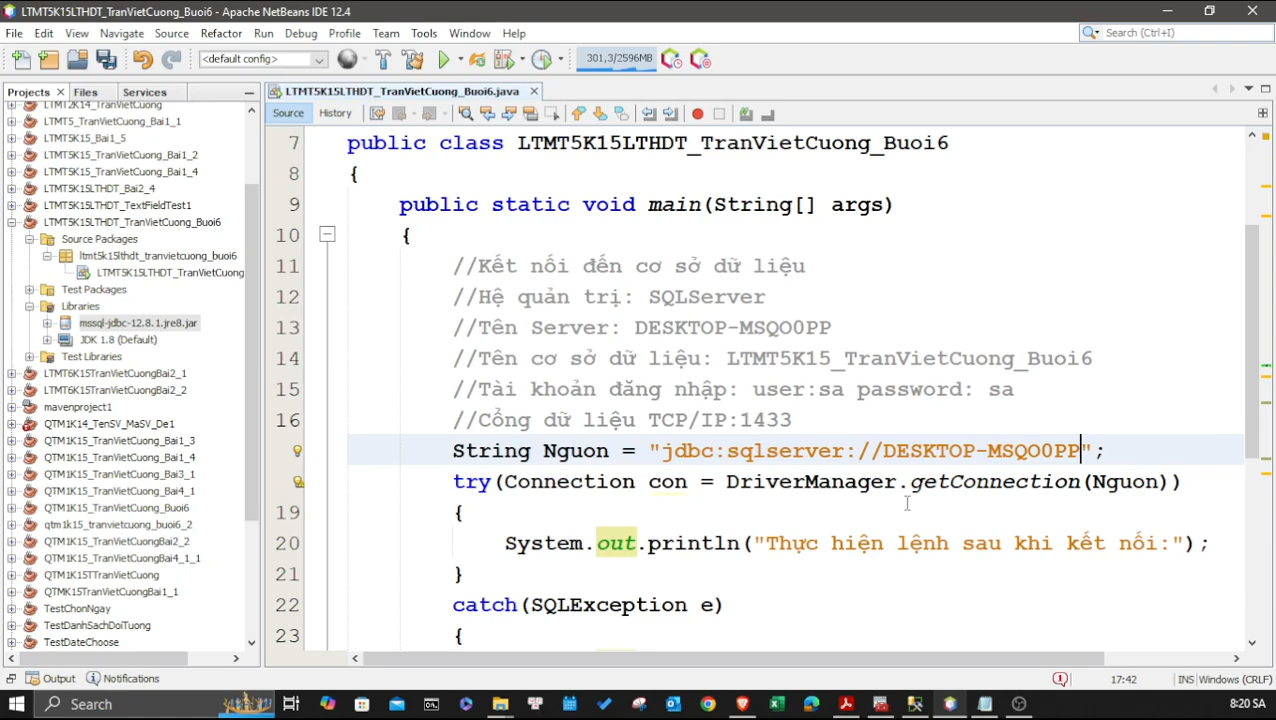 LTMT5K15LTHDT_TranVietCuong_Buoi6 - Apache NetBeans IDE 12.4
File Edit View Navigate Source Refactor Run Debug Profile Team Tools Window Help
Search (Ctrl+I)
<default config>
301,3/2596MB
Projects Files Services
LTMT5K15LTHDT_TranVietCuong_Buoi6.java
Source History
LTMT2K14_TranVietCuong
LTMT5_TranVietCuong_Bai1_1
LTMT5K15_Bai1_5
LTMT5K15_TranVietCuong_Bai1_2
LTMT5K15_TranVietCuong_Bai1_4
LTMT5K15LTHDT_Bai2_4
LTMT5K15LTHDT_TextFieldTest1
LTMT5K15LTHDT_TranVietCuong_Buoi6
Source Packages
ltmt5k15lthdt_tranvietcuong_buoi6
LTMT5K15LTHDT_TranVietCuong
Test Packages
Libraries
mssql-jdbc-12.8.1.jre8.jar
JDK 1.8 (Default)
Test Libraries
LTMT6K15TranVietCuongBai2_1
LTMT6K15TranVietCuongBai2_2
mavenproject1
QTM1K14_TenSV_MaSV_De1
QTM1K15_TranVietCuong_Bai1_3
QTM1K15_TranVietCuong_Bai1_4
QTM1K15_TranVietCuong_Bai3_1
QTM1K15_TranVietCuong_Bai4_1
QTM1K15_TranVietCuong_Buoi6
qtm1k15_tranvietcuong_buoi6_2
QTM1K15TranVietCuongBai2_2
QTM1K15TranVietCuongBai4_1_1
QTM1K15TTranVietCuong
QTMK15TranVietCuongBai1_1
TestChonNgay
TestDanhSachDoiTuong
TestDateChoose
7 public class LTMT5K15LTHDT_TranVietCuong_Buoi6
8 {
9 public static void main(String[] args)
10 {
11 //Kết nối đến cơ sở dữ liệu
12 //Hệ quản trị: SQLServer
13 //Tên Server: DESKTOP-MSQO0PP
14 //Tên cơ sở dữ liệu: LTMT5K15_TranVietCuong_Buoi6
15 //Tài khoản đăng nhập: user:sa password: sa
16 //Cổng dữ liệu TCP/IP:1433
String Nguon = "jdbc:sqlserver://DESKTOP-MSQO0PP";
try(Connection con = DriverManager.getConnection(Nguon))
19 {
20 System.out.println("Thực hiện lệnh sau khi kết nối:");
21 }
22 catch(SQLException e)
23 {
Output Notifications
17:42 INS Windows (CRLF)
Search
8:20 SA